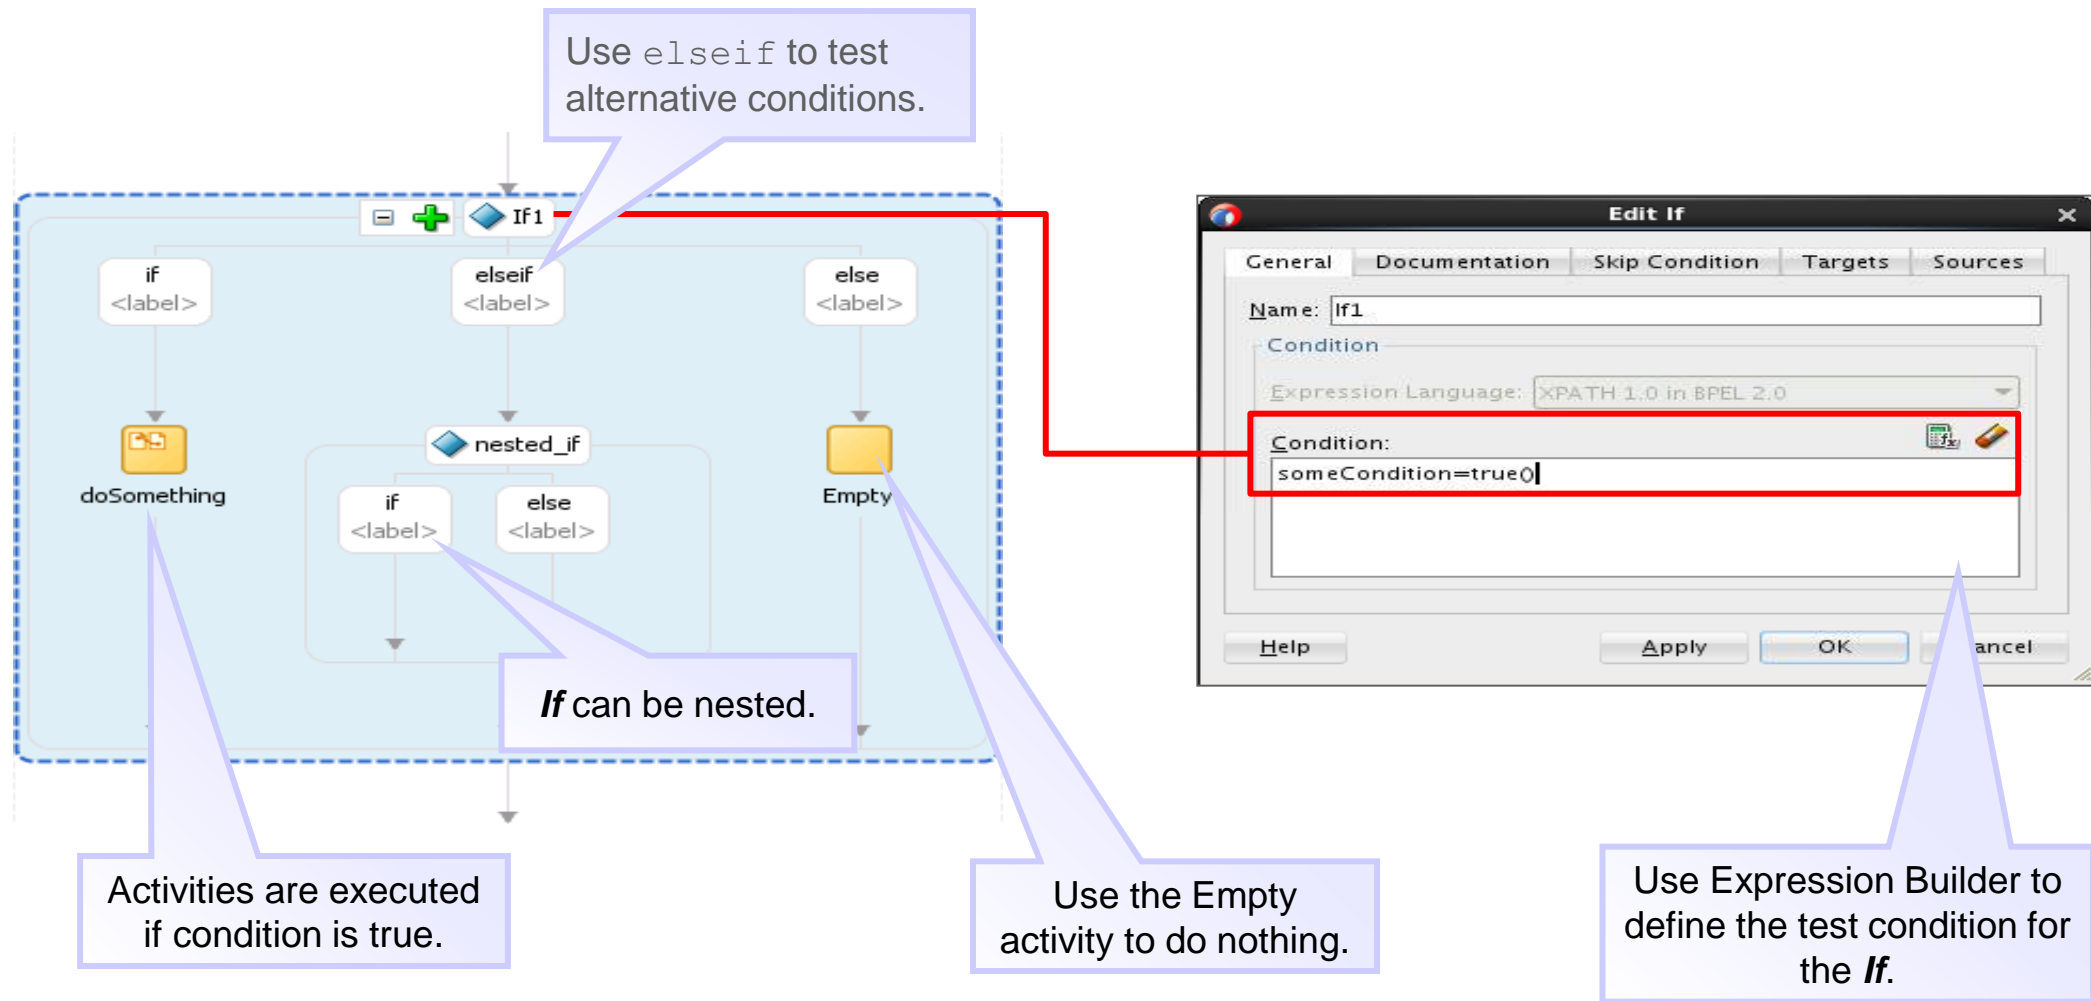 Use elseif to test
alternative conditions.
If1
if
<label>
elseif
<label>
else
<label>
doSomething
nested_if
if
<label>
else
<label>
Empty
If can be nested.
Activities are executed
if condition is true.
Use the Empty
activity to do nothing.
Edit If
General Documentation Skip Condition Targets Sources
Name: If1
Condition
Expression Language: XPATH 1.0 in BPEL 2.0
Condition:
someCondition=true()
Help Apply OK ancel
Use Expression Builder to
define the test condition for
the If.